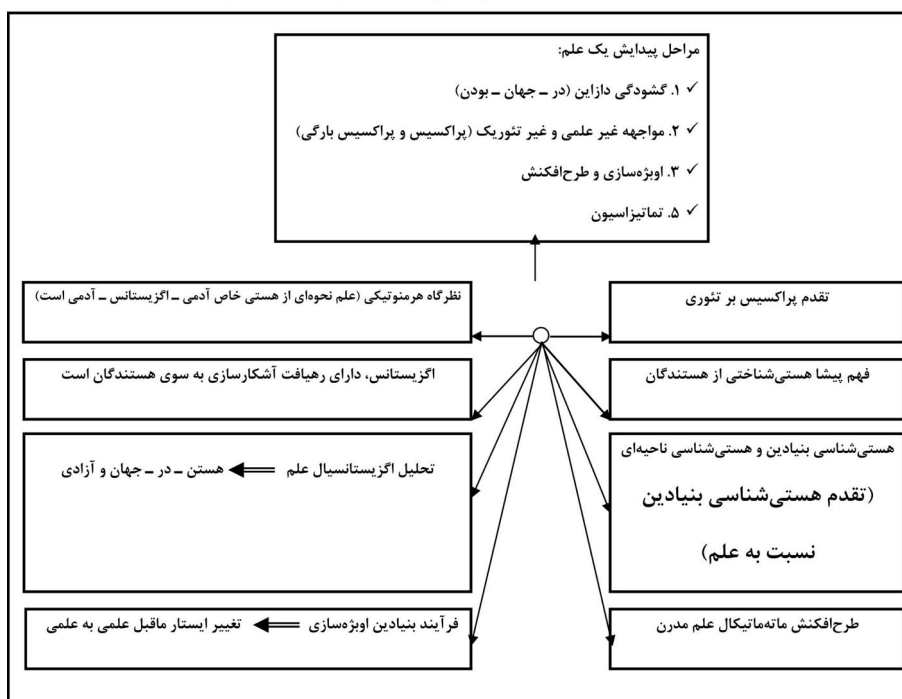 مراحل پیدایش یک علم:
✓ ۱. گشودگی دازاین (در ـ جهان ـ بودن)
✓ ۲. مواجهه غیر علمی و غیر تئوریک (پراکسیس و پراکسیس بارگی)
✓ ۳. اوبژه‌سازی و طرح‌افکنش
✓ ۵. تماتیزاسیون
تقدم پراکسیس بر تئوری
نظرگاه هرمنوتیکی (علم نحوه‌ای از هستی خاص آدمی ـ اگزیستانس ـ آدمی است)
فهم پیشا هستی‌شناختی از هستندگان
اگزیستانس، دارای رهیافت آشکارسازی به سوی هستندگان است
هستی‌شناسی بنیادین و هستی‌شناسی ناحیه‌ای
(تقدم هستی‌شناسی بنیادین
نسبت به علم)
تحلیل اگزیستانسیال علم ⇐ هستن ـ در ـ جهان و آزادی
طرح‌افکنش ماته‌ماتیکال علم مدرن
فرآیند بنیادین اوبژه‌سازی ⇐ تغییر ایستار ماقبل علمی به علمی